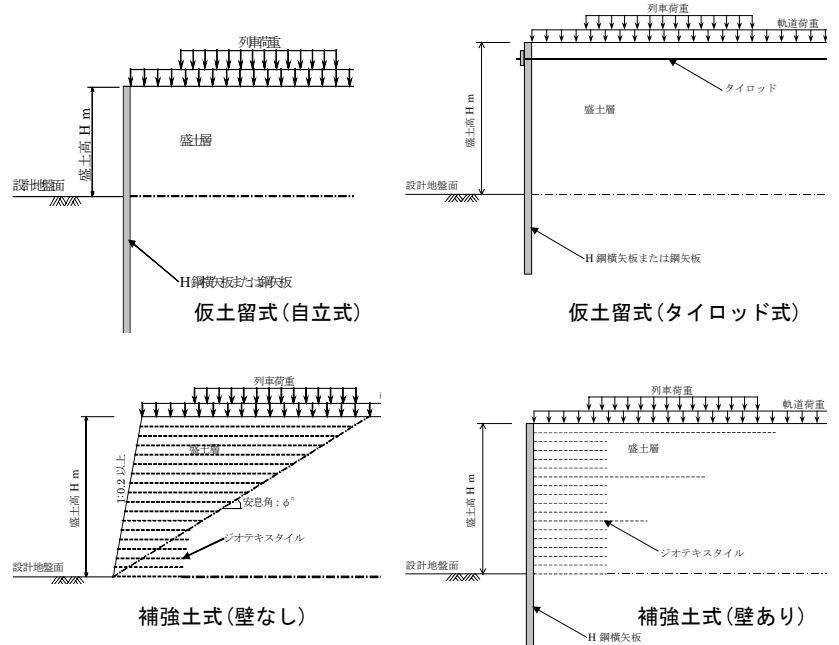 列車荷重
盛土高 H m
盛土層
設計地盤面
H 鋼横矢板または鋼矢板
仮土留式(自立式)
列車荷重
軌道荷重
タイロッド
盛土高 H m
盛土層
設計地盤面
H 鋼横矢板または鋼矢板
仮土留式(タイロッド式)
列車荷重
盛土層
盛土高 H m
1:0.2 以上
安息角：φ°
ジオテキスタイル
設計地盤面
補強土式(壁なし)
列車荷重
軌道荷重
盛土層
盛土高 H m
ジオテキスタイル
設計地盤面
H 鋼横矢板
補強土式(壁あり)